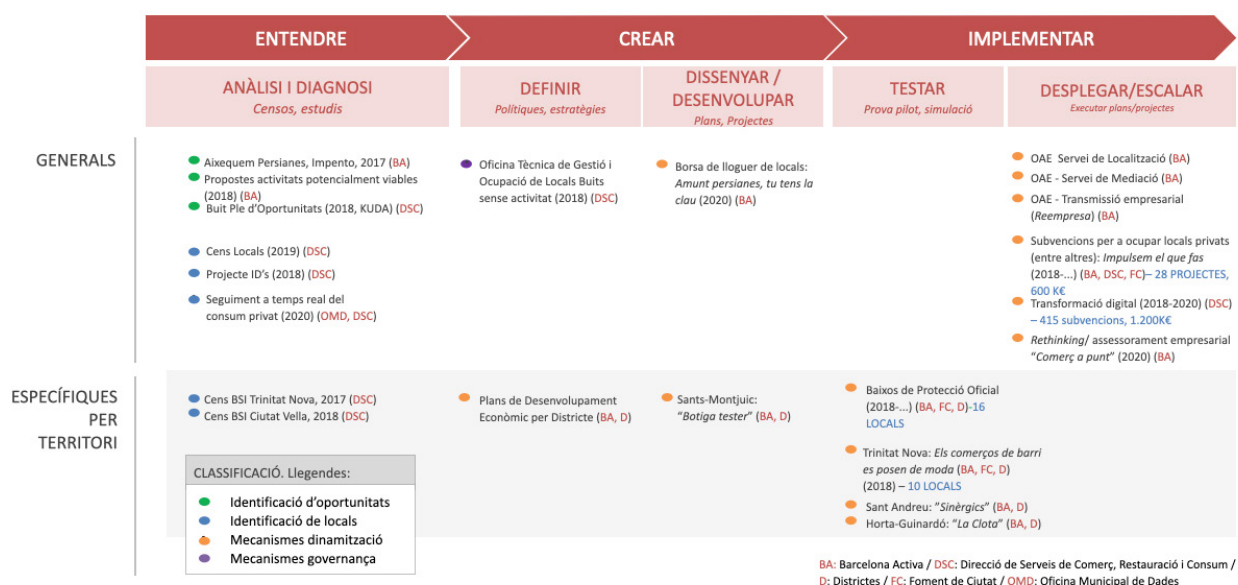 ENTENDRE
CREAR
IMPLEMENTAR
ANÀLISI I DIAGNOSI
Censos, estudis
DEFINIR
Polítiques, estratègies
DISSENYAR /
DESENVOLUPAR
Plans, Projectes
TESTAR
Prova pilot, simulació
DESPLEGAR/ESCALAR
Executar plans/projectes
GENERALS
Aixequem Persianes, Impento, 2017 (BA)
Propostes activitats potencialment viables
(2018) (BA)
Buit Ple d'Oportunitats (2018, KUDA) (DSC)
Cens Locals (2019) (DSC)
Projecte ID's (2018) (DSC)
Seguiment a temps real del
consum privat (2020) (OMD, DSC)
Oficina Tècnica de Gestió i
Ocupació de Locals Buits
sense activitat (2018) (DSC)
Borsa de lloguer de locals:
Amunt persianes, tu tens la
clau (2020) (BA)
OAE Servei de Localització (BA)
OAE - Servei de Mediació (BA)
OAE - Transmissió empresarial
(Reempresa) (BA)
Subvencions per a ocupar locals privats
(entre altres): Impulsem el que fas
(2018-...) (BA, DSC, FC)– 28 PROJECTES,
600 K€
Transformació digital (2018-2020) (DSC)
– 415 subvencions, 1.200K€
Rethinking/ assessorament empresarial
"Comerç a punt" (2020) (BA)
ESPECÍFIQUES
PER
TERRITORI
Cens BSI Trinitat Nova, 2017 (DSC)
Cens BSI Ciutat Vella, 2018 (DSC)
Plans de Desenvolupament
Econòmic per Districte (BA, D)
Sants-Montjuic:
"Botiga tester" (BA, D)
Baixos de Protecció Oficial
(2018-...) (BA, FC, D)-16
LOCALS
Trinitat Nova: Els comerços de barri
es posen de moda (BA, FC, D)
(2018) – 10 LOCALS
Sant Andreu: "Sinèrgics" (BA, D)
Horta-Guinardó: "La Clota" (BA, D)
CLASSIFICACIÓ. Llegendes:
Identificació d'oportunitats
Identificació de locals
Mecanismes dinamització
Mecanismes governança
BA: Barcelona Activa / DSC: Direcció de Serveis de Comerç, Restauració i Consum /
D: Districtes / FC: Foment de Ciutat / OMD: Oficina Municipal de Dades